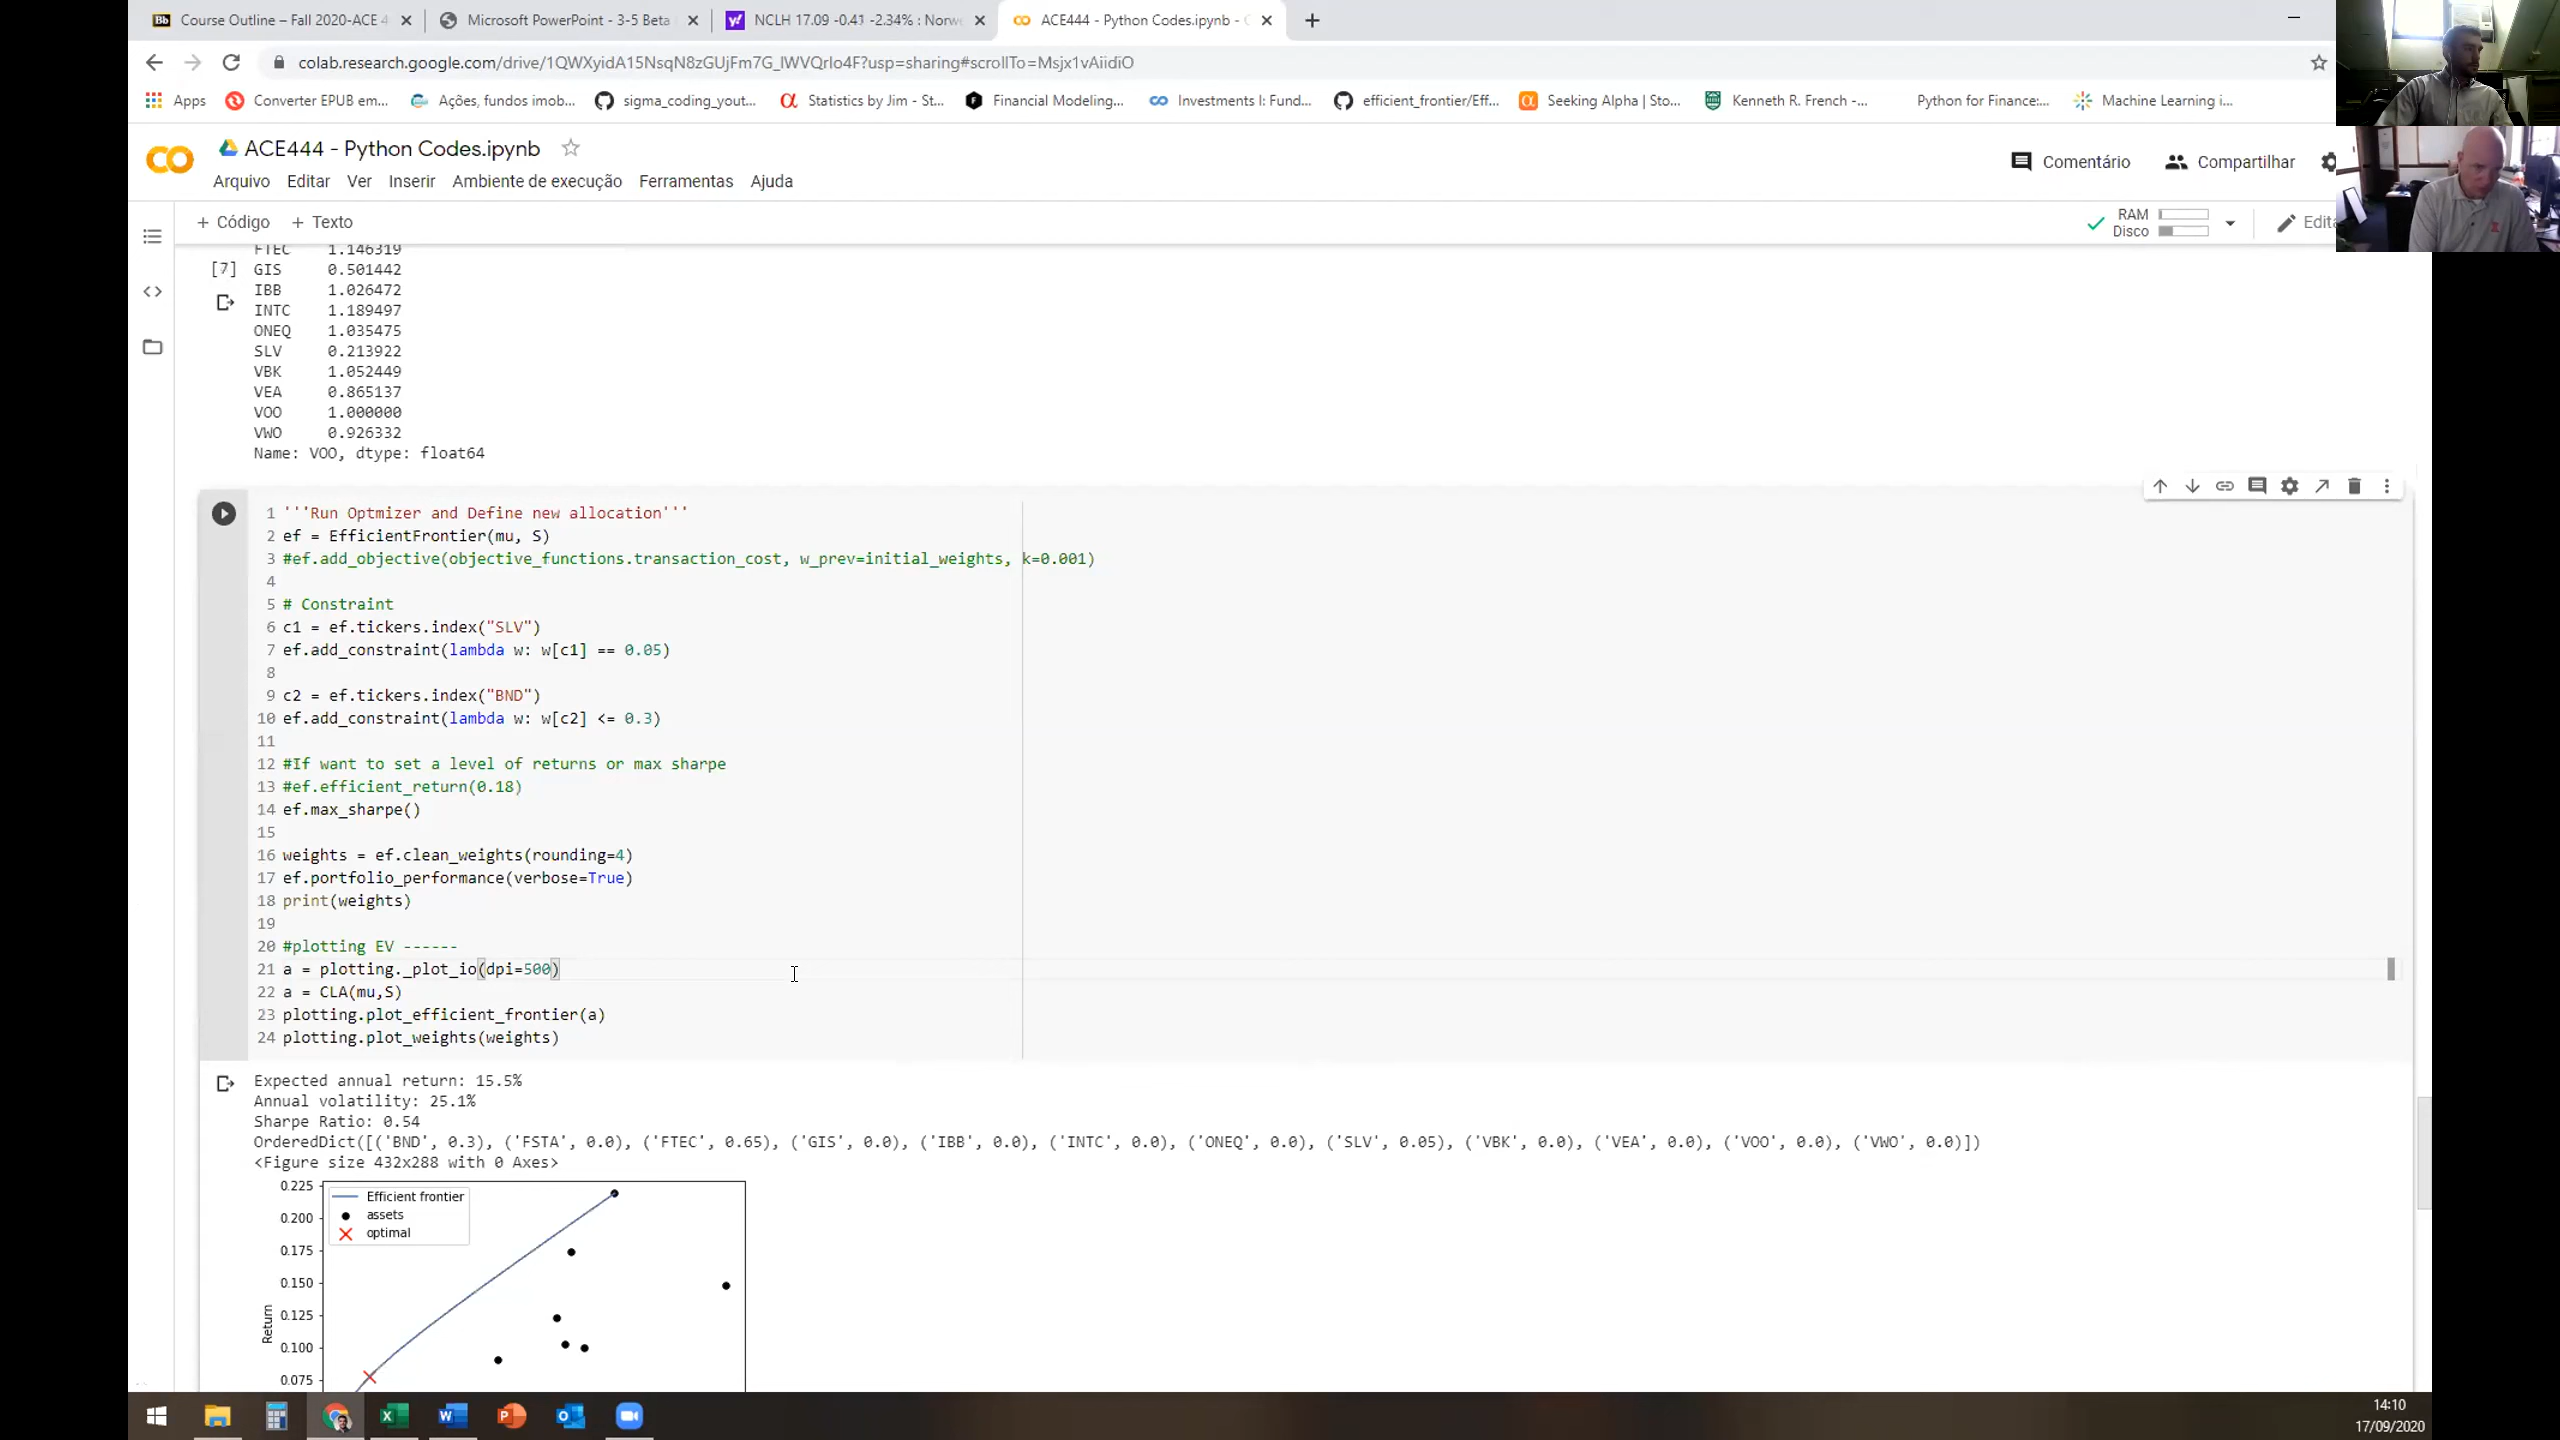 Course Outline – Fall 2020-ACE 4
Microsoft PowerPoint - 3-5 Beta
NCLH 17.09 -0.41 -2.34% : Norwe
ACE444 - Python Codes.ipynb -
colab.research.google.com/drive/1QWXyidA15NsqN8zGUjFm7G_lWVQrIo4F?usp=sharing#scrollTo=Msjx1vAiidiO
Apps
Converter EPUB em...
Ações, fundos imob...
sigma_coding_yout...
Statistics by Jim - St...
Financial Modeling...
Investments I: Fund...
efficient_frontier/Eff...
Seeking Alpha | Sto...
Kenneth R. French -...
Python for Finance:...
Machine Learning i...
ACE444 - Python Codes.ipynb
Comentário
Compartilhar
Arquivo Editar Ver Inserir Ambiente de execução Ferramentas Ajuda
+ Código + Texto
RAM
Disco
Edita
FTEC 1.146319
[7] GIS 0.501442
IBB 1.026472
INTC 1.189497
ONEQ 1.035475
SLV 0.213922
VBK 1.052449
VEA 0.865137
VOO 1.000000
VWO 0.926332
Name: VOO, dtype: float64
1 '''Run Optmizer and Define new allocation'''
2 ef = EfficientFrontier(mu, S)
3 #ef.add_objective(objective_functions.transaction_cost, w_prev=initial_weights, k=0.001)
4
5 # Constraint
6 c1 = ef.tickers.index("SLV")
7 ef.add_constraint(lambda w: w[c1] == 0.05)
8
9 c2 = ef.tickers.index("BND")
10 ef.add_constraint(lambda w: w[c2] <= 0.3)
11
12 #If want to set a level of returns or max sharpe
13 #ef.efficient_return(0.18)
14 ef.max_sharpe()
15
16 weights = ef.clean_weights(rounding=4)
17 ef.portfolio_performance(verbose=True)
18 print(weights)
19
20 #plotting EV ------
21 a = plotting._plot_io(dpi=500)
22 a = CLA(mu,S)
23 plotting.plot_efficient_frontier(a)
24 plotting.plot_weights(weights)
Expected annual return: 15.5%
Annual volatility: 25.1%
Sharpe Ratio: 0.54
OrderedDict([('BND', 0.3), ('FSTA', 0.0), ('FTEC', 0.65), ('GIS', 0.0), ('IBB', 0.0), ('INTC', 0.0), ('ONEQ', 0.0), ('SLV', 0.05), ('VBK', 0.0), ('VEA', 0.0), ('VOO', 0.0), ('VWO', 0.0)])
<Figure size 432x288 with 0 Axes>
0.225
0.200
0.175
0.150
0.125
0.100
0.075
Return
Efficient frontier
assets
optimal
14:10
17/09/2020